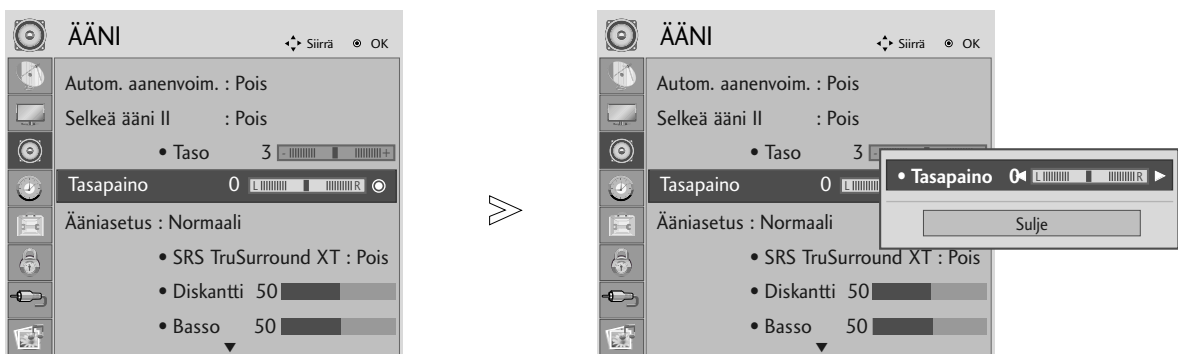 ÄÄNI
Siirrä OK
Autom. aanenvoim. : Pois
Selkeä ääni II : Pois
• Taso 3 - +
Tasapaino 0 L R
Ääniasetus : Normaali
• SRS TruSurround XT : Pois
• Diskantti 50
• Basso 50
ÄÄNI
Siirrä OK
Autom. aanenvoim. : Pois
Selkeä ääni II : Pois
• Taso 3 -
Tasapaino 0 L
Ääniasetus : Normaali
• SRS TruSurround XT : Pois
• Diskantti 50
• Basso 50
• Tasapaino 0 L R
Sulje